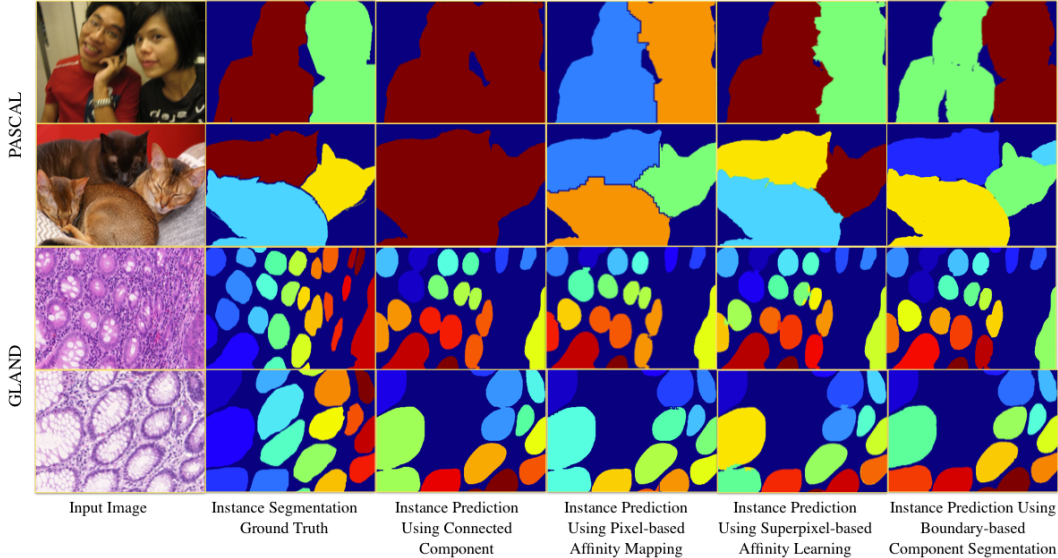 PASCAL
GLAND
Input Image
Instance Segmentation
Ground Truth
Instance Prediction
Using Connected
Component
Instance Prediction
Using Pixel-based
Affinity Mapping
Instance Prediction
Using Superpixel-based
Affinity Learning
Instance Prediction Using
Boundary-based
Component Segmentation